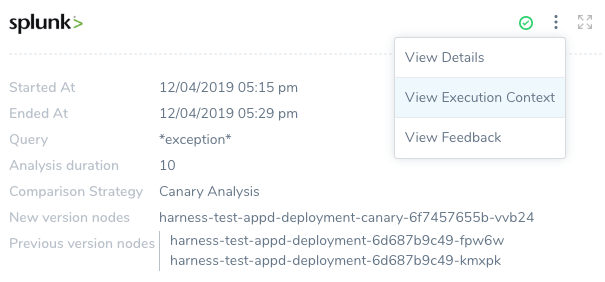 splunk>
View Details
View Execution Context
View Feedback
Started At 12/04/2019 05:15 pm
Ended At 12/04/2019 05:29 pm
Query *exception*
Analysis duration 10
Comparison Strategy Canary Analysis
New version nodes harness-test-appd-deployment-canary-6f7457655b-vvb24
Previous version nodes harness-test-appd-deployment-6d687b9c49-fpw6w
harness-test-appd-deployment-6d687b9c49-kmxpk